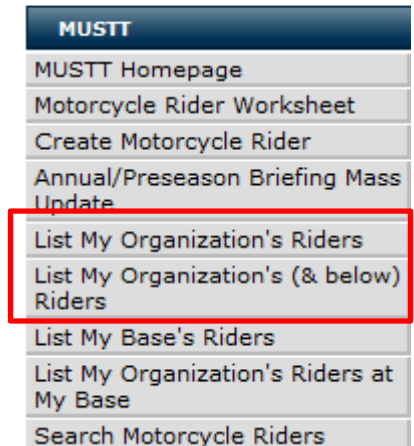 MUSTT
MUSTT Homepage
Motorcycle Rider Worksheet
Create Motorcycle Rider
Annual/Preseason Briefing Mass
Update
List My Organization's Riders
List My Organization's (& below)
Riders
List My Base's Riders
List My Organization's Riders at
My Base
Search Motorcycle Riders